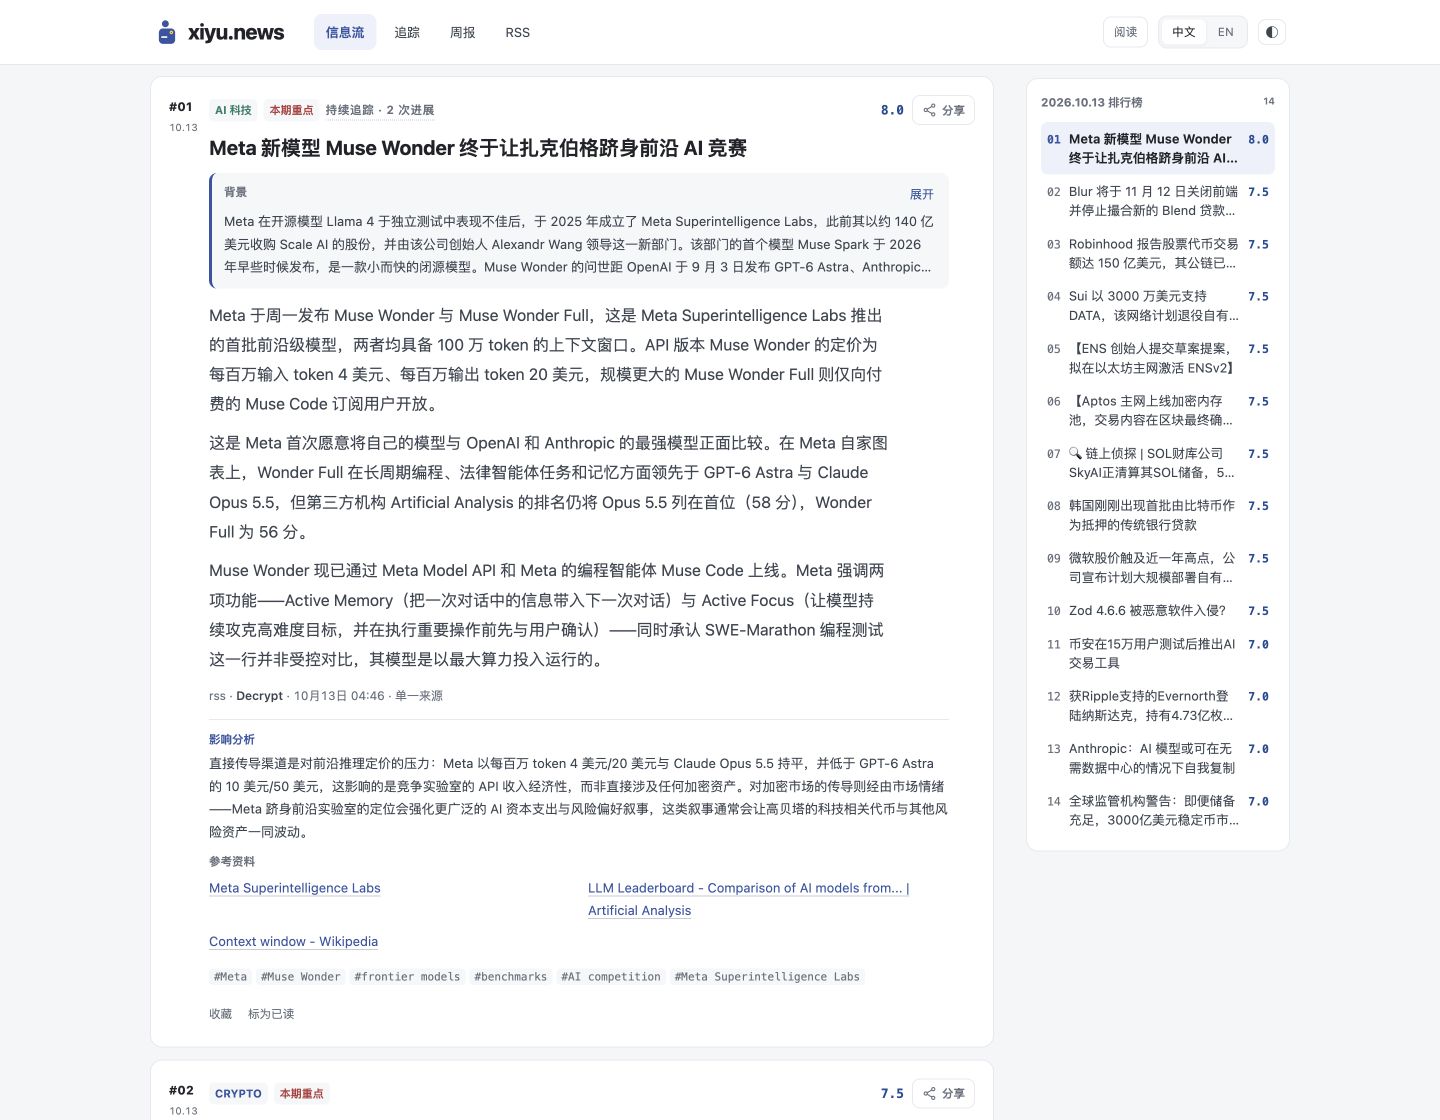 xiyu.news
信息流
追踪
周报
RSS
阅读
中文
EN
#01
10.13
AI 科技
本期重点
持续追踪 · 2 次进展
8.0
分享
Meta 新模型 Muse Wonder 终于让扎克伯格跻身前沿 AI 竞赛
背景
展开
Meta 在开源模型 Llama 4 于独立测试中表现不佳后，于 2025 年成立了 Meta Superintelligence Labs，此前其以约 140 亿
美元收购 Scale AI 的股份，并由该公司创始人 Alexandr Wang 领导这一新部门。该部门的首个模型 Muse Spark 于 2026
年早些时候发布，是一款小而快的闭源模型。Muse Wonder 的问世距 OpenAI 于 9 月 3 日发布 GPT-6 Astra、Anthropic...
Meta 于周一发布 Muse Wonder 与 Muse Wonder Full，这是 Meta Superintelligence Labs 推出
的首批前沿级模型，两者均具备 100 万 token 的上下文窗口。API 版本 Muse Wonder 的定价为
每百万输入 token 4 美元、每百万输出 token 20 美元，规模更大的 Muse Wonder Full 则仅向付
费的 Muse Code 订阅用户开放。
这是 Meta 首次愿意将自己的模型与 OpenAI 和 Anthropic 的最强模型正面比较。在 Meta 自家图
表上，Wonder Full 在长周期编程、法律智能体任务和记忆方面领先于 GPT-6 Astra 与 Claude
Opus 5.5，但第三方机构 Artificial Analysis 的排名仍将 Opus 5.5 列在首位（58 分），Wonder
Full 为 56 分。
Muse Wonder 现已通过 Meta Model API 和 Meta 的编程智能体 Muse Code 上线。Meta 强调两
项功能——Active Memory（把一次对话中的信息带入下一次对话）与 Active Focus（让模型持
续攻克高难度目标，并在执行重要操作前先与用户确认）——同时承认 SWE-Marathon 编程测试
这一行并非受控对比，其模型是以最大算力投入运行的。
rss · Decrypt · 10月13日 04:46 · 单一来源
影响分析
直接传导渠道是对前沿推理定价的压力：Meta 以每百万 token 4 美元/20 美元与 Claude Opus 5.5 持平，并低于 GPT-6 Astra
的 10 美元/50 美元，这影响的是竞争实验室的 API 收入经济性，而非直接涉及任何加密资产。对加密市场的传导则经由市场情绪
——Meta 跻身前沿实验室的定位会强化更广泛的 AI 资本支出与风险偏好叙事，这类叙事通常会让高贝塔的科技相关代币与其他风
险资产一同波动。
参考资料
Meta Superintelligence Labs
LLM Leaderboard - Comparison of AI models from... |
Artificial Analysis
Context window - Wikipedia
#Meta #Muse Wonder #frontier models #benchmarks #AI competition #Meta Superintelligence Labs
收藏
标为已读
#02
10.13
CRYPTO
本期重点
7.5
分享
2026.10.13 排行榜
14
01 Meta 新模型 Muse Wonder 8.0
终于让扎克伯格跻身前沿 AI...
02 Blur 将于 11 月 12 日关闭前端 7.5
并停止撮合新的 Blend 贷款...
03 Robinhood 报告股票代币交易 7.5
额达 150 亿美元，其公链已...
04 Sui 以 3000 万美元支持 7.5
DATA，该网络计划退役自有...
05 【ENS 创始人提交草案提案， 7.5
拟在以太坊主网激活 ENSv2】
06 【Aptos 主网上线加密内存 7.5
池，交易内容在区块最终确...
07 🔍 链上侦探 | SOL财库公司 7.5
SkyAI正清算其SOL储备，5...
08 韩国刚刚出现首批由比特币作 7.5
为抵押的传统银行贷款
09 微软股价触及近一年高点，公 7.5
司宣布计划大规模部署自有...
10 Zod 4.6.6 被恶意软件入侵? 7.5
11 币安在15万用户测试后推出AI 7.0
交易工具
12 获Ripple支持的Evernorth登 7.0
陆纳斯达克，持有4.73亿枚...
13 Anthropic：AI 模型或可在无 7.0
需数据中心的情况下自我复制
14 全球监管机构警告：即便储备 7.0
充足，3000亿美元稳定币市...